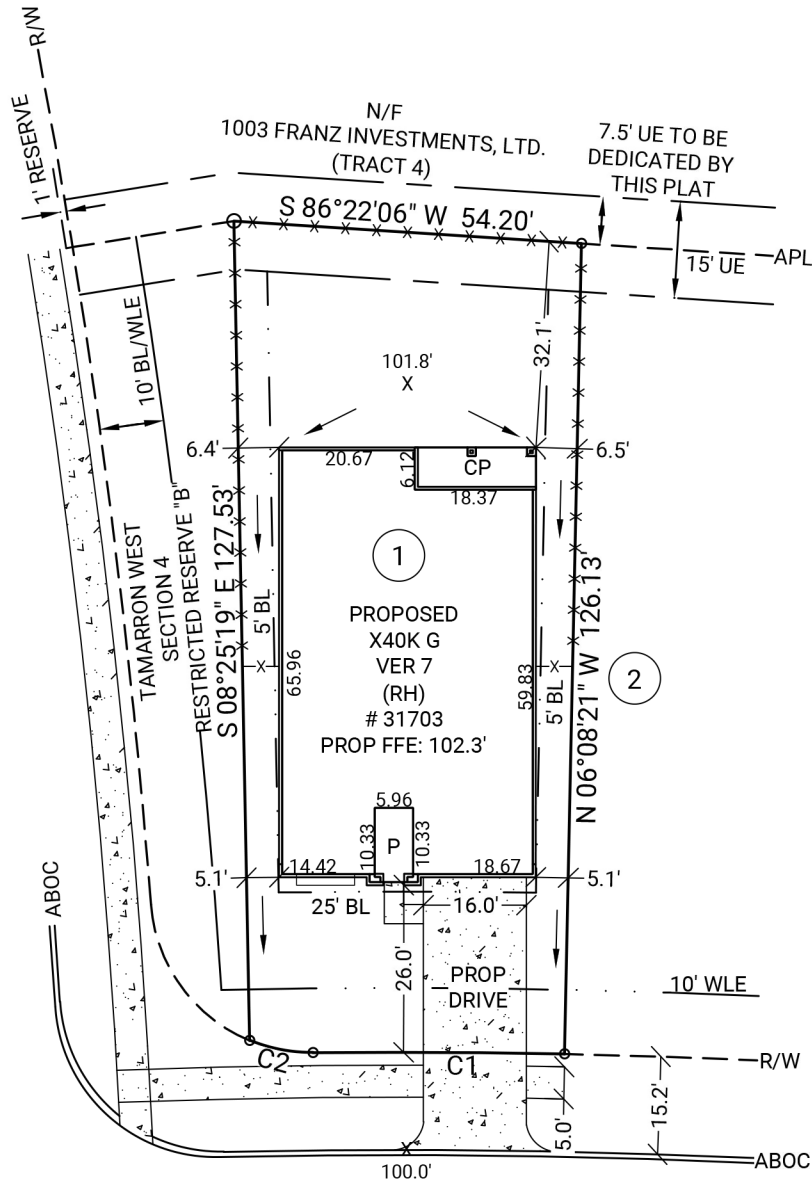 R/W
1' RESERVE
N/F
1003 FRANZ INVESTMENTS, LTD.
(TRACT 4)
7.5' UE TO BE
DEDICATED BY
THIS PLAT
S 86°22'06" W 54.20'
APL
15' UE
10' BL/WLE
32.1'
101.8'
X
6.4'
6.5'
20.67
6.12
CP
18.37
1
TAMARRON WEST
SECTION 4
RESTRICTED RESERVE "B"
S 08°25'19" E 127.53'
5' BL
X
65.96
PROPOSED
X40K G
VER 7
(RH)
# 31703
PROP FFE: 102.3'
59.83
X
5' BL
N 06°08'21" W 126.13'
2
5.96
10.33
P
10.33
14.42
18.67
5.1'
5.1'
ABOC
25' BL
16.0'
26.0'
PROP
DRIVE
10' WLE
C2
C1
R/W
15.2'
5.0'
X
100.0'
ABOC